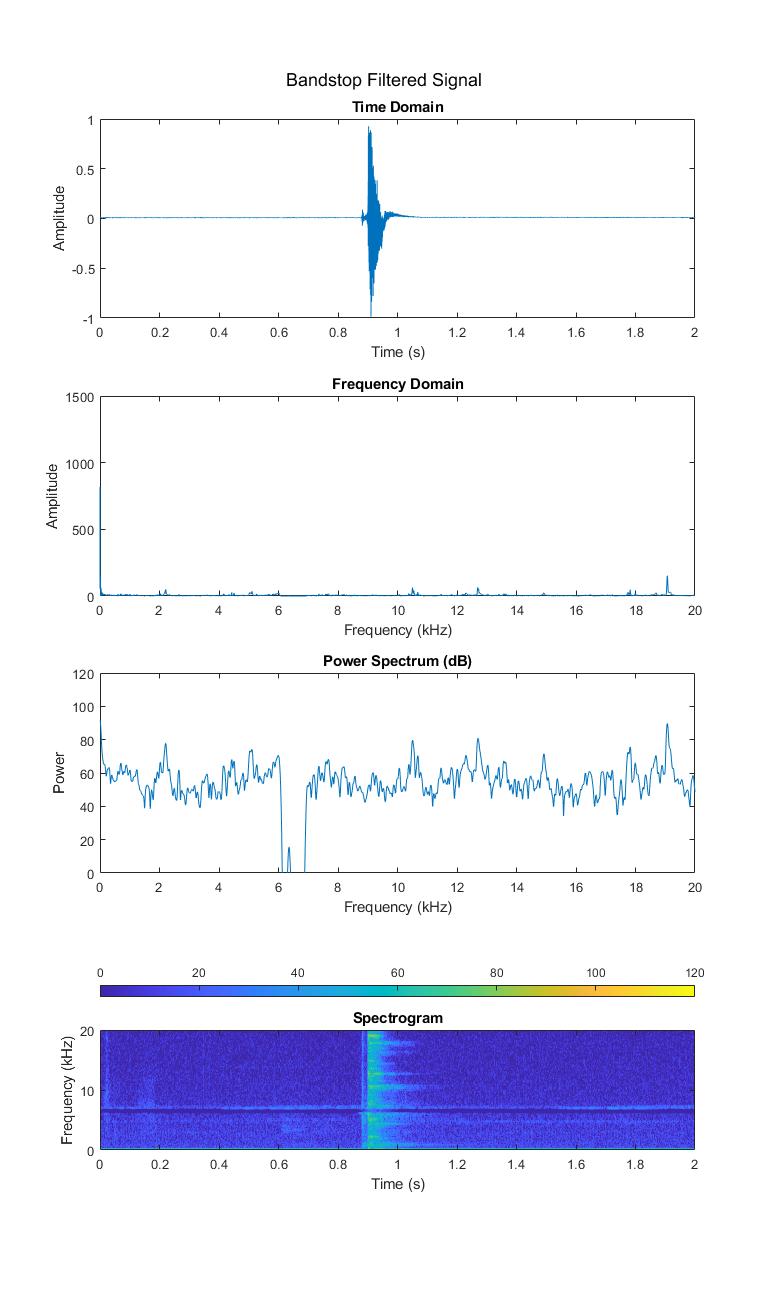 Bandstop Filtered Signal
Time Domain
1
0.5
0
-0.5
-1
Amplitude
0 0.2 0.4 0.6 0.8 1 1.2 1.4 1.6 1.8 2
Time (s)
Frequency Domain
1500
1000
500
0
Amplitude
0 2 4 6 8 10 12 14 16 18 20
Frequency (kHz)
Power Spectrum (dB)
120
100
80
60
40
20
0
Power
0 2 4 6 8 10 12 14 16 18 20
Frequency (kHz)
0 20 40 60 80 100 120
Spectrogram
20
10
0
Frequency (kHz)
0 0.2 0.4 0.6 0.8 1 1.2 1.4 1.6 1.8 2
Time (s)